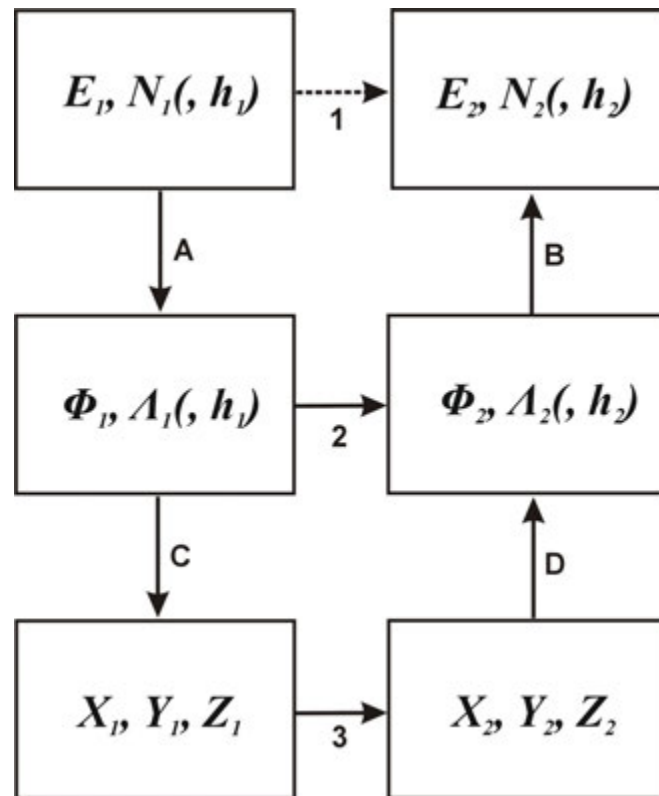 E₁, N₁(, h₁)
1
E₂, N₂(, h₂)
A
B
Φ₁, Λ₁(, h₁)
2
Φ₂, Λ₂(, h₂)
C
D
X₁, Y₁, Z₁
3
X₂, Y₂, Z₂